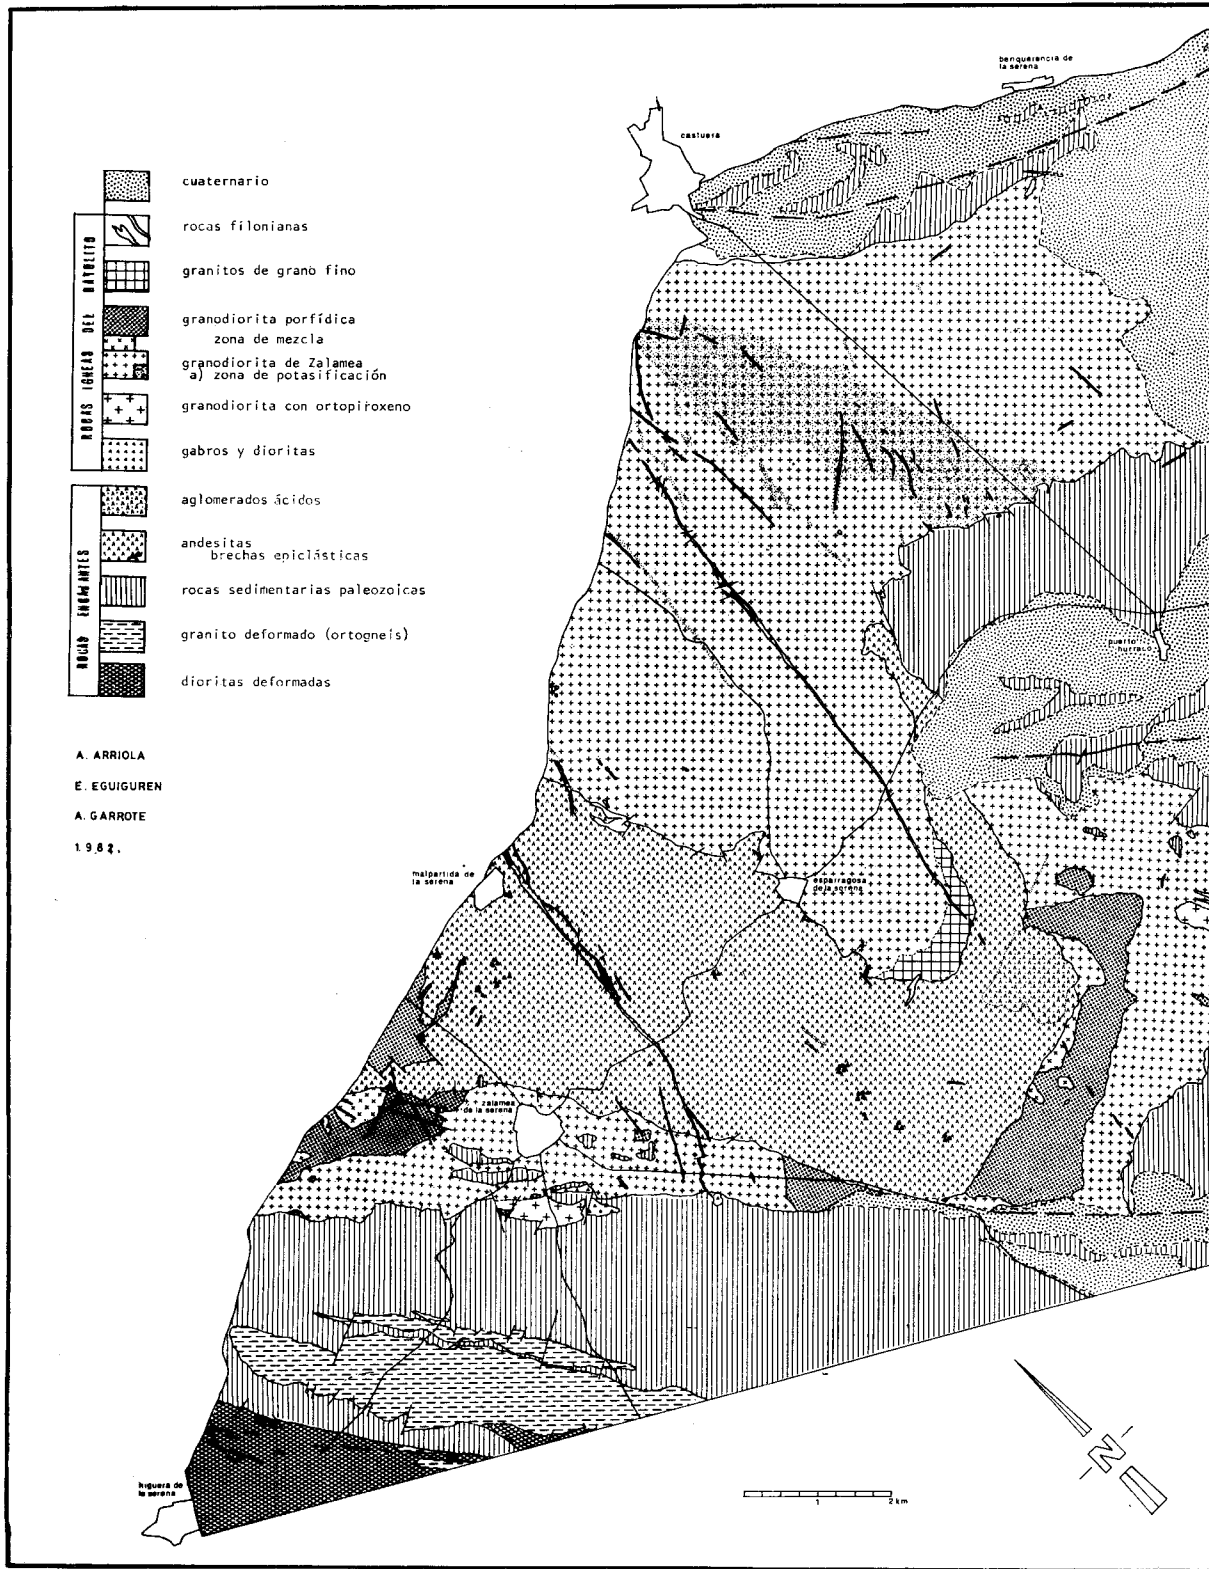 benquerencia de
la serena
castuera
cuaternario
rocas filonianas
granitos de grano fino
granodiorita porfídica
zona de mezcla
granodiorita de Zalamea
a) zona de potasificación
granodiorita con ortopiroxeno
gabros y dioritas
ROCAS IGNEAS DEL BATOLITO
aglomerados ácidos
andesitas
brechas epiclásticas
rocas sedimentarias paleozoicas
granito deformado (ortogneis)
dioritas deformadas
ROCAS ENCAJANTES
A. ARRIOLA
E. EGUIGUREN
A. GARROTE
1.982.
puerto
hurraco
malpartida de
la serena
esparragosa
de la serena
zalamea
de la serena
higuera de
la serena
1
2 km
N